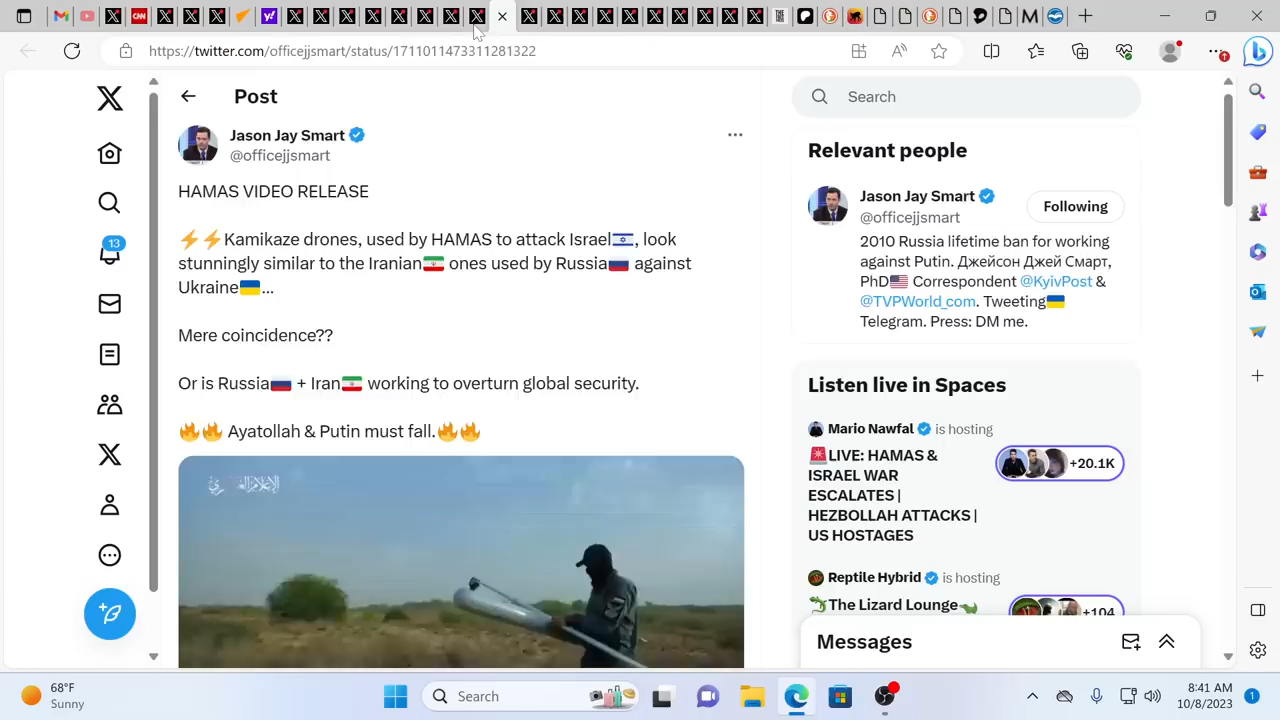 https://twitter.com/officejjsmart/status/1711011473311281322
Post
Jason Jay Smart
@officejjsmart
HAMAS VIDEO RELEASE
⚡⚡Kamikaze drones, used by HAMAS to attack Israel🇮🇱, look
stunningly similar to the Iranian🇮🇷 ones used by Russia🇷🇺 against
Ukraine🇺🇦...
Mere coincidence??
Or is Russia🇷🇺 + Iran🇮🇷 working to overturn global security.
🔥🔥 Ayatollah & Putin must fall.🔥🔥
13
Search
Relevant people
Jason Jay Smart
@officejjsmart
Following
2010 Russia lifetime ban for working
against Putin. Джейсон Джей Смарт,
PhD🇺🇸 Correspondent @KyivPost &
@TVPWorld_com. Tweeting🇺🇦
Telegram. Press: DM me.
Listen live in Spaces
Mario Nawfal is hosting
🚨LIVE: HAMAS &
ISRAEL WAR
ESCALATES |
HEZBOLLAH ATTACKS |
US HOSTAGES
+20.1K
Reptile Hybrid is hosting
🦎The Lizard Lounge🐊
+104
Messages
68°F
Sunny
Search
8:41 AM
10/8/2023
1